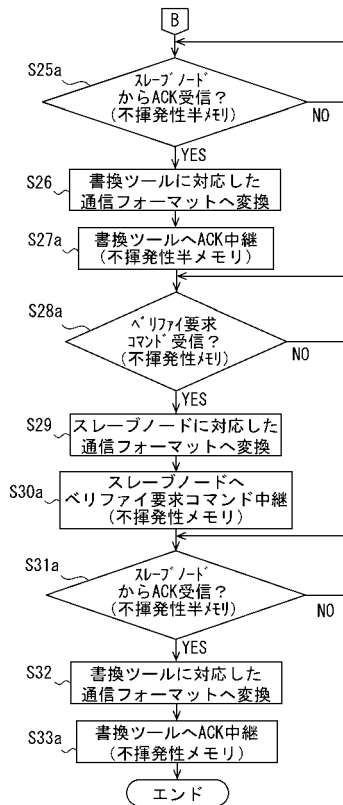 B
S25a
スレーブノード
からACK受信？
(不揮発性半メモリ)
NO
YES
S26
書換ツールに対応した
通信フォーマットへ変換
S27a
書換ツールへACK中継
(不揮発性半メモリ)
S28a
ベリファイ要求
コマンド受信？
(不揮発性メモリ)
NO
YES
S29
スレーブノードに対応した
通信フォーマットへ変換
S30a
スレーブノードへ
ベリファイ要求コマンド中継
(不揮発性メモリ)
S31a
スレーブノード
からACK受信？
(不揮発性半メモリ)
NO
YES
S32
書換ツールに対応した
通信フォーマットへ変換
S33a
書換ツールへACK中継
(不揮発性メモリ)
エンド